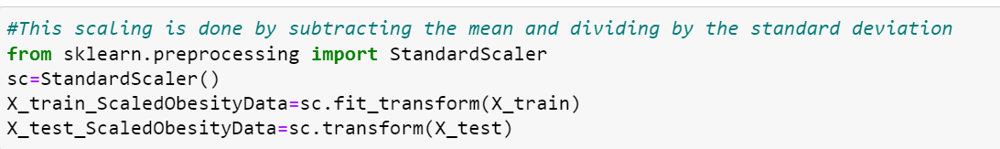 #This scaling is done by subtracting the mean and dividing by the standard deviation
from sklearn.preprocessing import StandardScaler
sc=StandardScaler()
X_train_ScaledObesityData=sc.fit_transform(X_train)
X_test_ScaledObesityData=sc.transform(X_test)